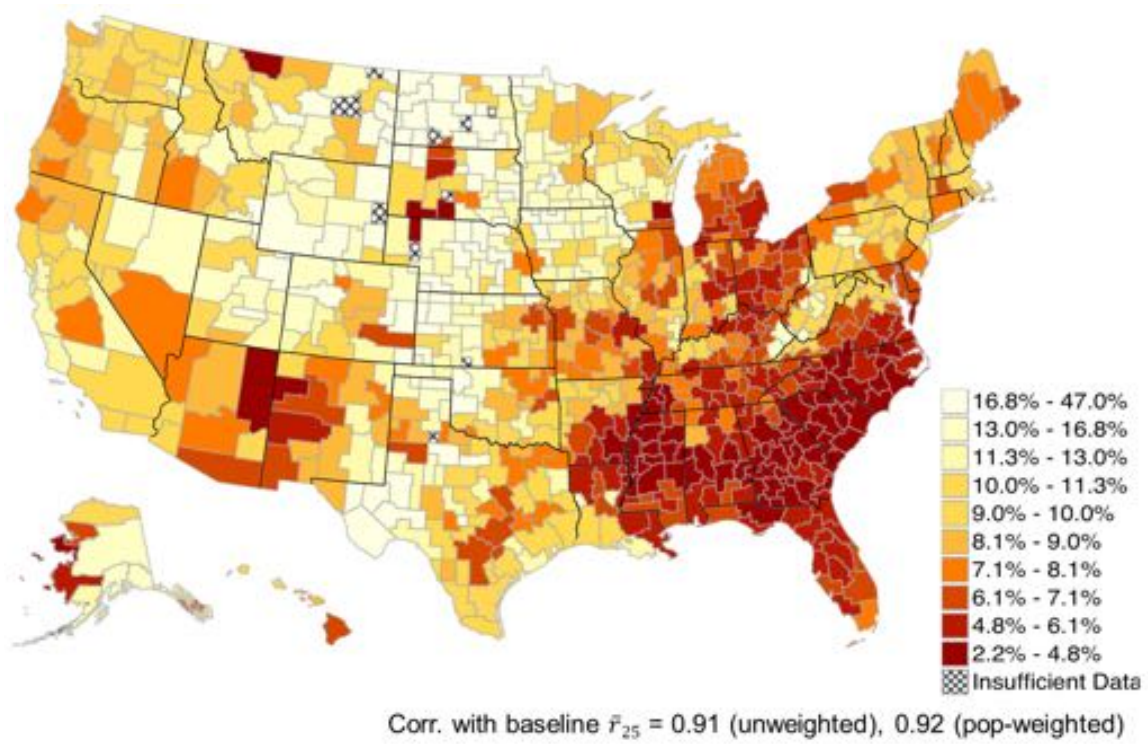 16.8% - 47.0%
13.0% - 16.8%
11.3% - 13.0%
10.0% - 11.3%
9.0% - 10.0%
8.1% - 9.0%
7.1% - 8.1%
6.1% - 7.1%
4.8% - 6.1%
2.2% - 4.8%
Insufficient Data
Corr. with baseline r̄₂₅ = 0.91 (unweighted), 0.92 (pop-weighted)